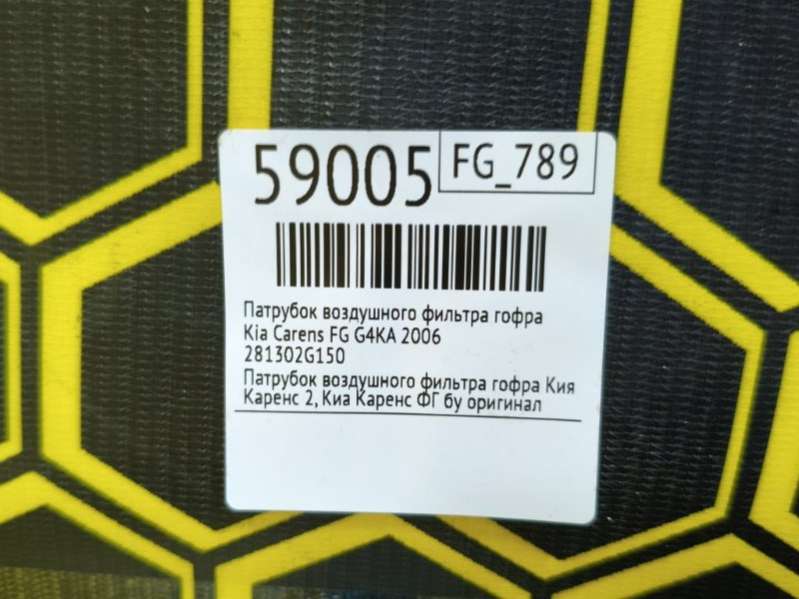 59005
FG_789
Патрубок воздушного фильтра гофра
Kia Carens FG G4KA 2006
281302G150
Патрубок воздушного фильтра гофра Кия
Каренс 2, Киа Каренс ФГ бу оригинал